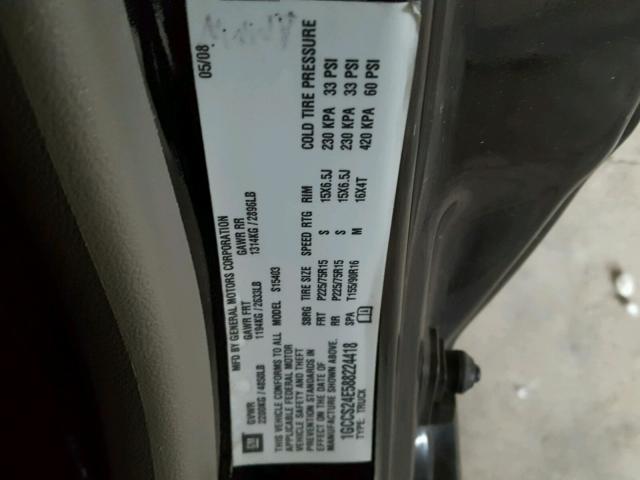 05/08
MFD BY GENERAL MOTORS CORPORATION
GM GVWR GAWR FRT GAWR RR
2200KG/4850LB 1194KG/2633LB 1314KG/2896LB
THIS VEHICLE CONFORMS TO ALL MODEL S15403
APPLICABLE FEDERAL MOTOR
VEHICLE SAFETY AND THEFT
PREVENTION STANDARDS IN
EFFECT ON THE DATE OF
MANUFACTURE SHOWN ABOVE.
1GCCS24E588224418
TYPE: TRUCK
SBRG TIRE SIZE SPEED RTG RIM COLD TIRE PRESSURE
FRT P225/75R15 S 15X6.5J 230 KPA 33 PSI
RR P225/75R15 S 15X6.5J 230 KPA 33 PSI
SPA T155/90R16 M 16X4T 420 KPA 60 PSI